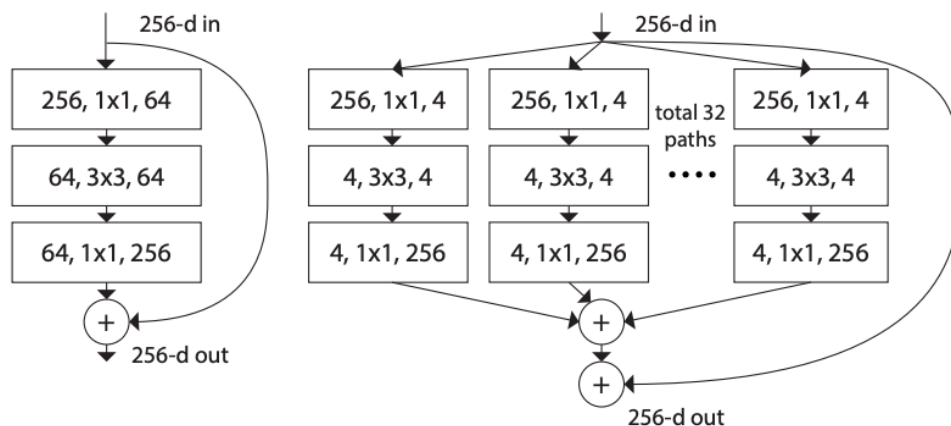 256-d in
256, 1x1, 64
64, 3x3, 64
64, 1x1, 256
+
256-d out
256-d in
256, 1x1, 4
256, 1x1, 4
total 32
paths
256, 1x1, 4
4, 3x3, 4
4, 3x3, 4
••••
4, 3x3, 4
4, 1x1, 256
4, 1x1, 256
4, 1x1, 256
+
+
256-d out